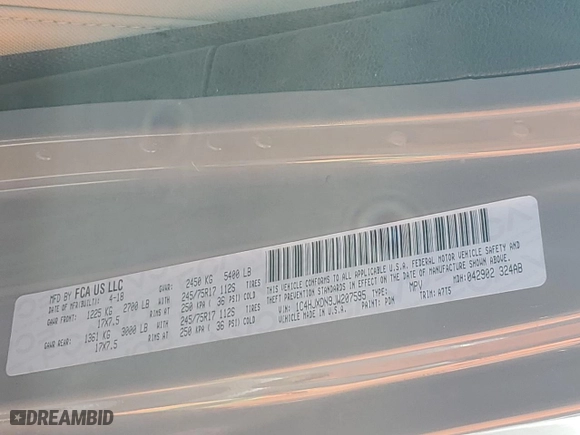 MFD BY FCA US LLC
DATE OF MFR/BUILT: 4-18 GVWR: 2450 KG 5400 LB
GAWR FRONT: 1225 KG 2700 LB WITH 245/75R17 112S TIRES
17X7.5 RIMS AT 250 KPA ( 36 PSI) COLD
GAWR REAR: 1361 KG 3000 LB WITH 245/75R17 112S TIRES
17X7.5 RIMS AT 250 KPA ( 36 PSI) COLD
THIS VEHICLE CONFORMS TO ALL APPLICABLE U.S.A. FEDERAL MOTOR VEHICLE SAFETY AND
THEFT PREVENTION STANDARDS IN EFFECT ON THE DATE OF MFR. SHOWN ABOVE.
1C4HJXDN9JW207595 MPV MDH: 042902 324AB
VEHICLE MADE IN U.S.A. PAINT: PDN TRIM: A7T5
DREAMBID